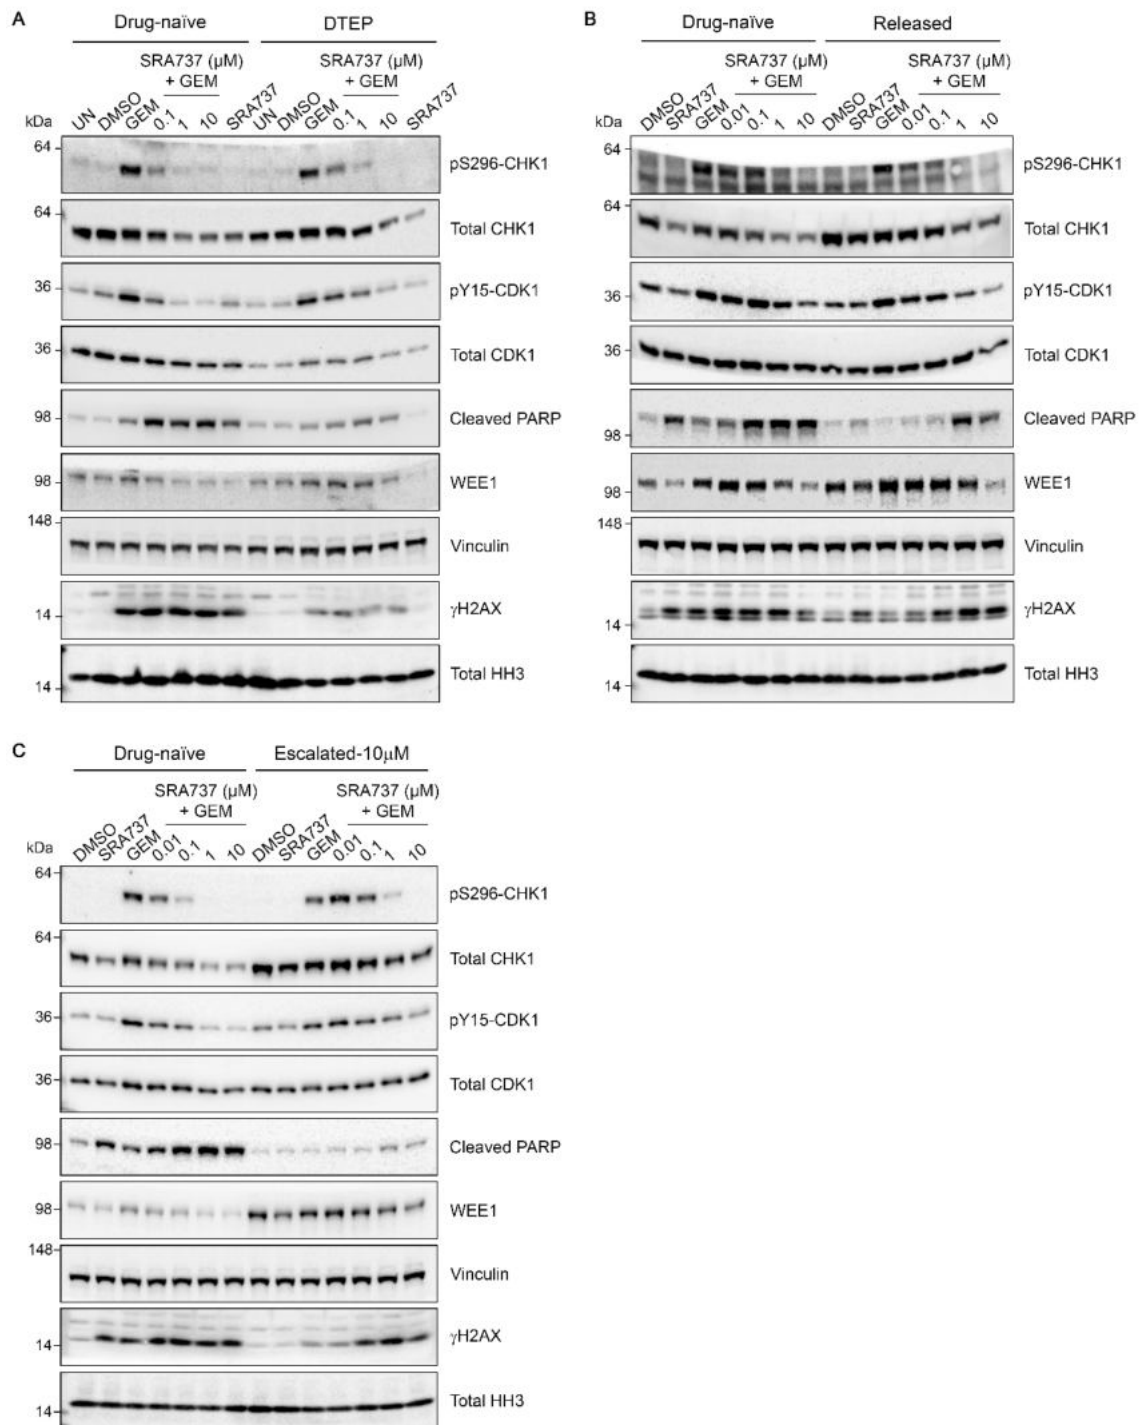 A
Drug-naïve DTEP
SRA737 (µM) SRA737 (µM)
+ GEM + GEM
kDa UN DMSO GEM 0.1 1 10 SRA737 UN DMSO GEM 0.1 1 10 SRA737
64 pS296-CHK1
64 Total CHK1
36 pY15-CDK1
36 Total CDK1
98 Cleaved PARP
98 WEE1
148 Vinculin
14 γH2AX
14 Total HH3
B
Drug-naïve Released
SRA737 (µM) SRA737 (µM)
+ GEM + GEM
kDa DMSO SRA737 GEM 0.01 0.1 1 10 DMSO SRA737 GEM 0.01 0.1 1 10
64 pS296-CHK1
64 Total CHK1
36 pY15-CDK1
36 Total CDK1
98 Cleaved PARP
98 WEE1
148 Vinculin
14 γH2AX
14 Total HH3
C
Drug-naïve Escalated-10µM
SRA737 (µM) SRA737 (µM)
+ GEM + GEM
kDa DMSO SRA737 GEM 0.01 0.1 1 10 DMSO SRA737 GEM 0.01 0.1 1 10
64 pS296-CHK1
64 Total CHK1
36 pY15-CDK1
36 Total CDK1
98 Cleaved PARP
98 WEE1
148 Vinculin
14 γH2AX
14 Total HH3